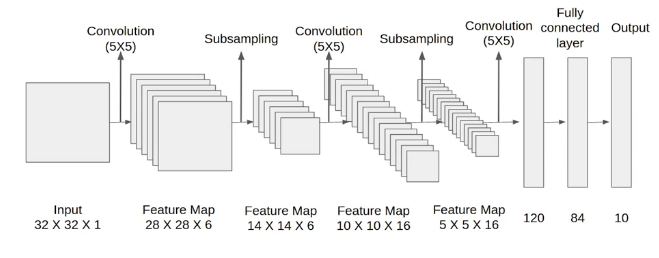 Convolution
(5X5)
Subsampling
Convolution
(5X5)
Subsampling
Convolution
(5X5)
Fully
connected
layer
Output
Input
32 X 32 X 1
Feature Map
28 X 28 X 6
Feature Map
14 X 14 X 6
Feature Map
10 X 10 X 16
Feature Map
5 X 5 X 16
120
84
10